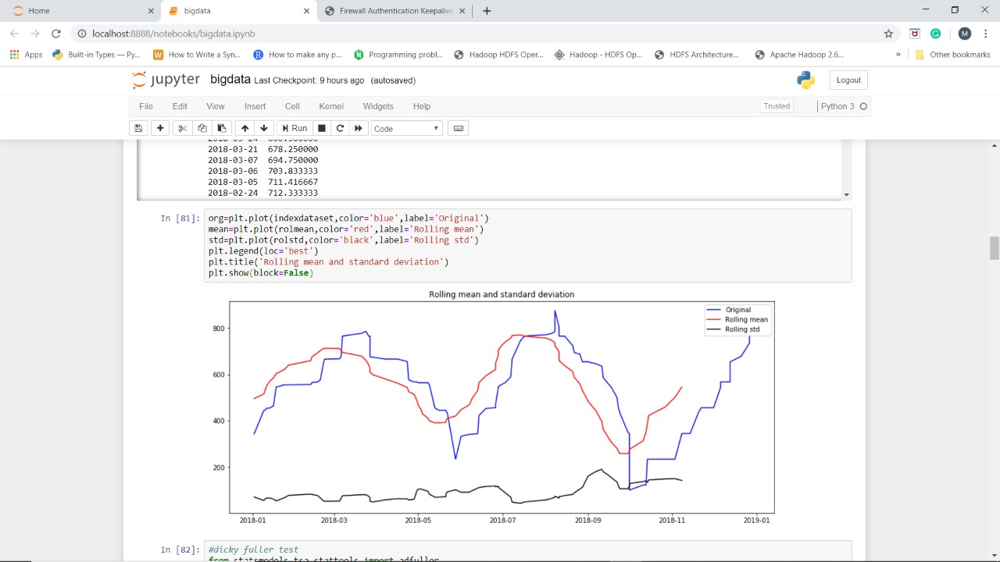 Home
bigdata
Firewall Authentication Keepalive
localhost:8888/notebooks/bigdata.ipynb
M
Apps
Built-in Types — Py...
How to Write a Syn...
How to make any p...
Programming probl...
Hadoop HDFS Oper...
Hadoop - HDFS Op...
HDFS Architecture...
Apache Hadoop 2.6...
»
Other bookmarks
jupyter bigdata Last Checkpoint: 9 hours ago (autosaved)
Logout
File Edit View Insert Cell Kernel Widgets Help
Trusted
Python 3
Run
Code
2018-03-21 678.250000
2018-03-07 694.750000
2018-03-06 703.833333
2018-03-05 711.416667
2018-02-24 712.333333
In [81]:
org=plt.plot(indexdataset,color='blue',label='Original')
mean=plt.plot(rolmean,color='red',label='Rolling mean')
std=plt.plot(rolstd,color='black',label='Rolling std')
plt.legend(loc='best')
plt.title('Rolling mean and standard deviation')
plt.show(block=False)
Rolling mean and standard deviation
Original
Rolling mean
Rolling std
800
600
400
200
2018-01 2018-03 2018-05 2018-07 2018-09 2018-11 2019-01
In [82]:
#dicky fuller test
from statsmodels.tsa.stattools import adfuller